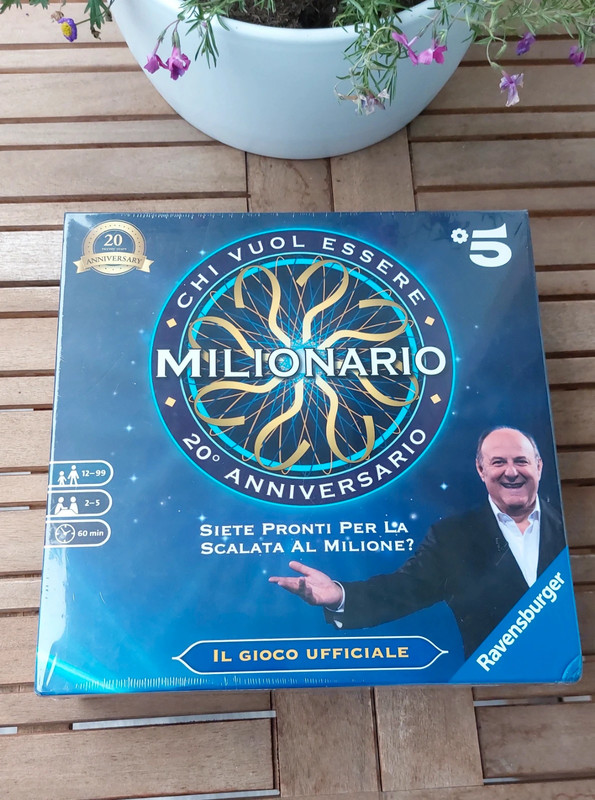 20
ANNIVERSARY
5
CHI VUOL ESSERE
MILIONARIO
20° ANNIVERSARIO
12-99
2-5
60 min
SIETE PRONTI PER LA
SCALATA AL MILIONE?
Ravensburger
IL GIOCO UFFICIALE